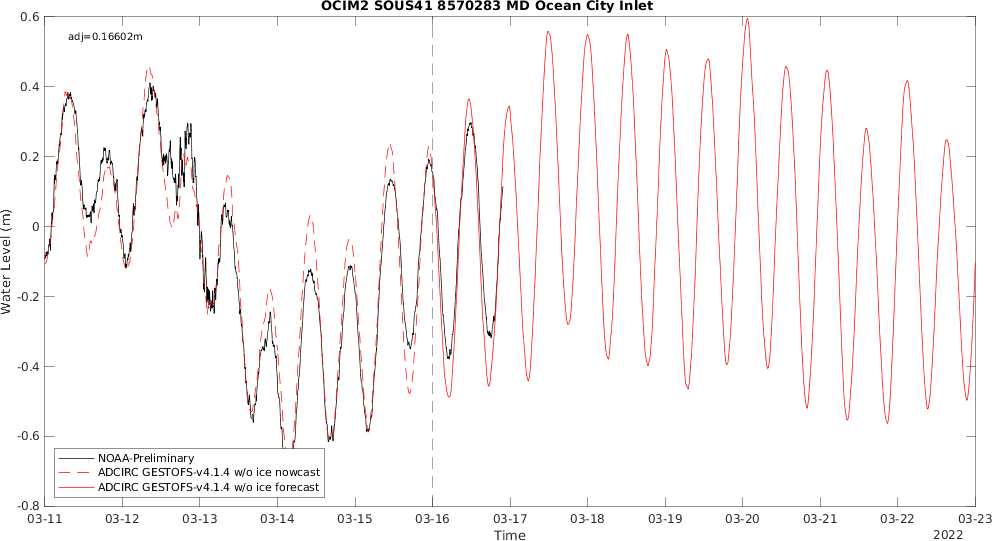 OCIM2 SOUS41 8570283 MD Ocean City Inlet
adj=0.16602m
0.6
0.4
0.2
0
-0.2
-0.4
-0.6
-0.8
Water Level (m)
NOAA-Preliminary
ADCIRC GESTOFS-v4.1.4 w/o ice nowcast
ADCIRC GESTOFS-v4.1.4 w/o ice forecast
03-11 03-12 03-13 03-14 03-15 03-16 03-17 03-18 03-19 03-20 03-21 03-22 03-23
Time
2022